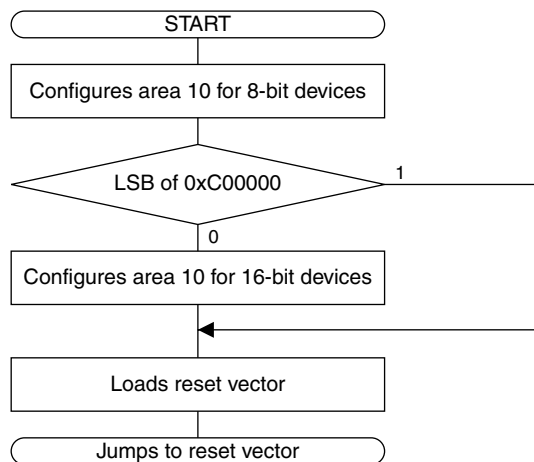 START
Configures area 10 for 8-bit devices
LSB of 0xC00000
1
0
Configures area 10 for 16-bit devices
Loads reset vector
Jumps to reset vector